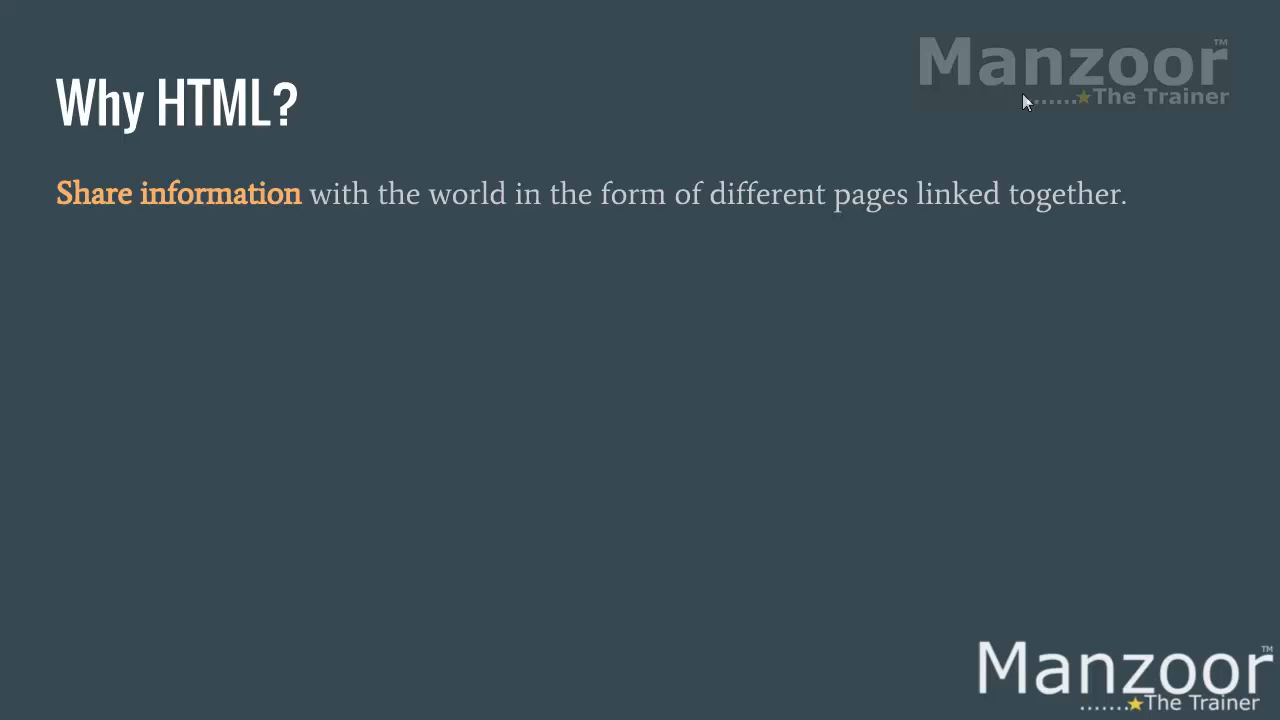 Manzoor™
.......★The Trainer
Why HTML?
Share information with the world in the form of different pages linked together.
Manzoor™
.......★The Trainer